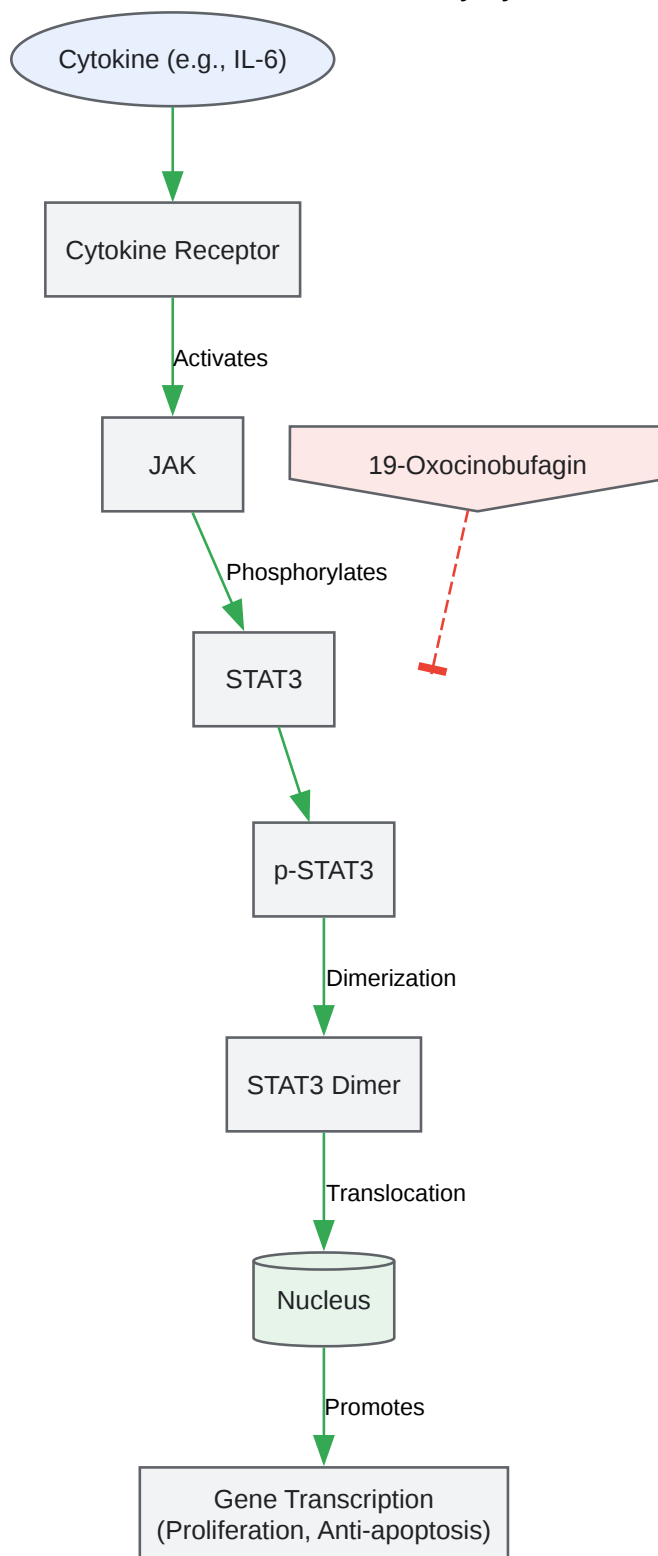 Cytokine (e.g., IL-6)
Cytokine Receptor
Activates
JAK
19-Oxocinobufagin
Phosphorylates
STAT3
p-STAT3
Dimerization
STAT3 Dimer
Translocation
Nucleus
Promotes
Gene Transcription
(Proliferation, Anti-apoptosis)